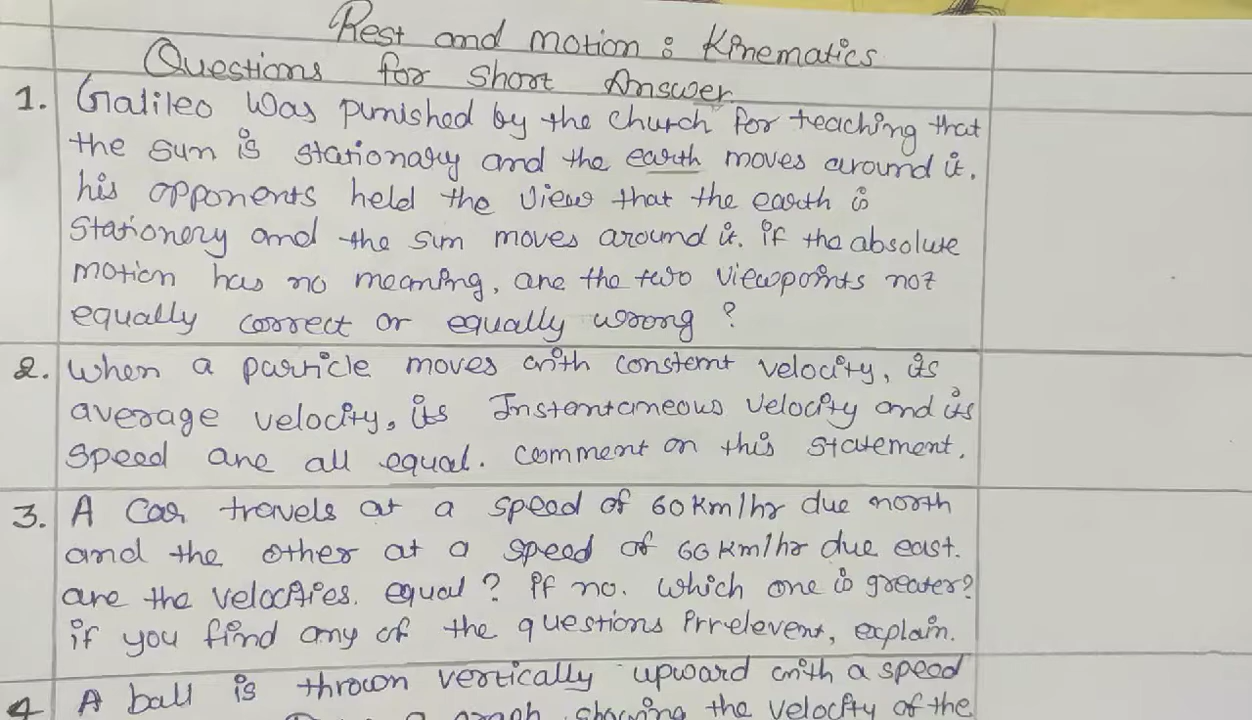 Rest and motion : Kinematics
Questions for short Answer
1. Galileo was punished by the church for teaching that
the sun is stationary and the earth moves around it.
his opponents held the view that the earth is
stationery and the sun moves around it. if the absolute
motion has no meaning, are the two viewpoints not
equally correct or equally wrong ?
2. When a particle moves with constant velocity, its
average velocity, its Instantaneous velocity and its
speed are all equal. comment on this statement.
3. A Car travels at a speed of 60 km/hr due north
and the other at a speed of 60 km/hr due east.
are the velocities. equal ? if no. which one is greater?
if you find any of the questions irrelevent, explain.
4 A ball is thrown vertically upward with a speed
a graph showing the velocity of the